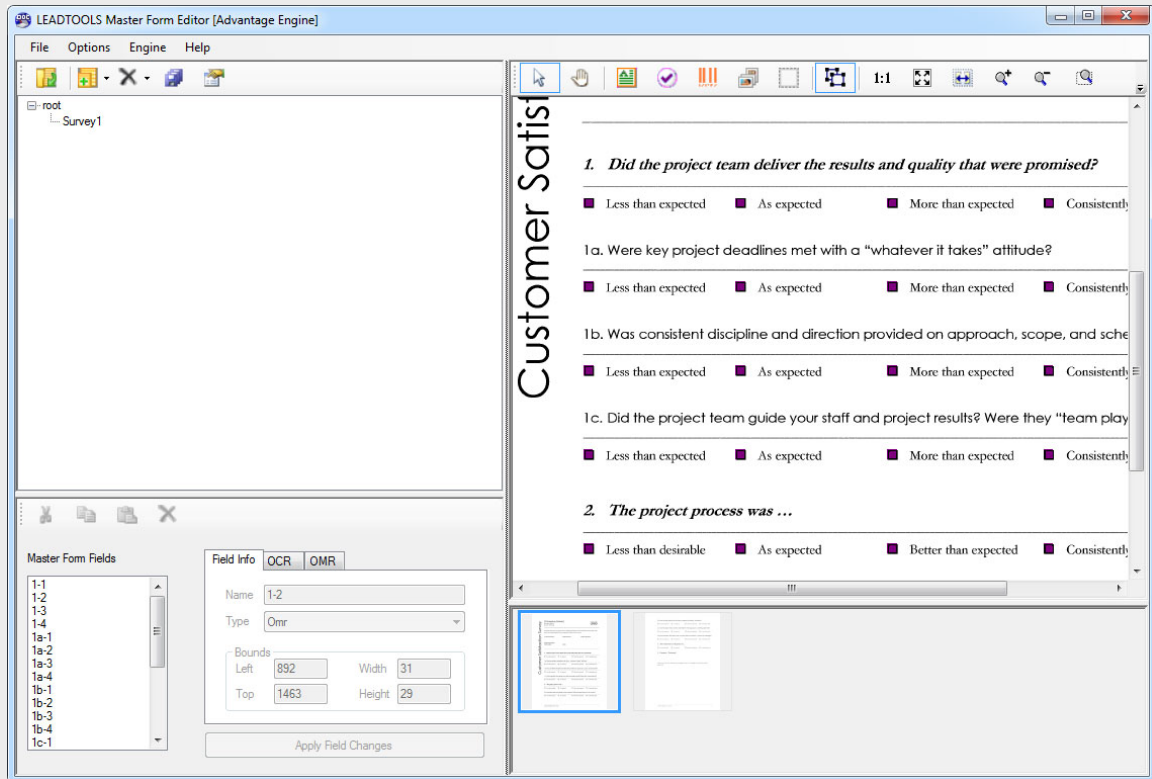 LEADTOOLS Master Form Editor [Advantage Engine]
File Options Engine Help
1:1
root
Survey1
Customer Satisf
1. Did the project team deliver the results and quality that were promised?
Less than expected As expected More than expected Consistently
1a. Were key project deadlines met with a “whatever it takes” attitude?
Less than expected As expected More than expected Consistently
1b. Was consistent discipline and direction provided on approach, scope, and sche
Less than expected As expected More than expected Consistently
1c. Did the project team guide your staff and project results? Were they “team play
Less than expected As expected More than expected Consistently
2. The project process was ...
Less than desirable As expected Better than expected Consistently
Master Form Fields
1-1
1-2
1-3
1-4
1a-1
1a-2
1a-3
1a-4
1b-1
1b-2
1b-3
1b-4
1c-1
Field Info OCR OMR
Name 1-2
Type Omr
Bounds
Left 892 Width 31
Top 1463 Height 29
Apply Field Changes